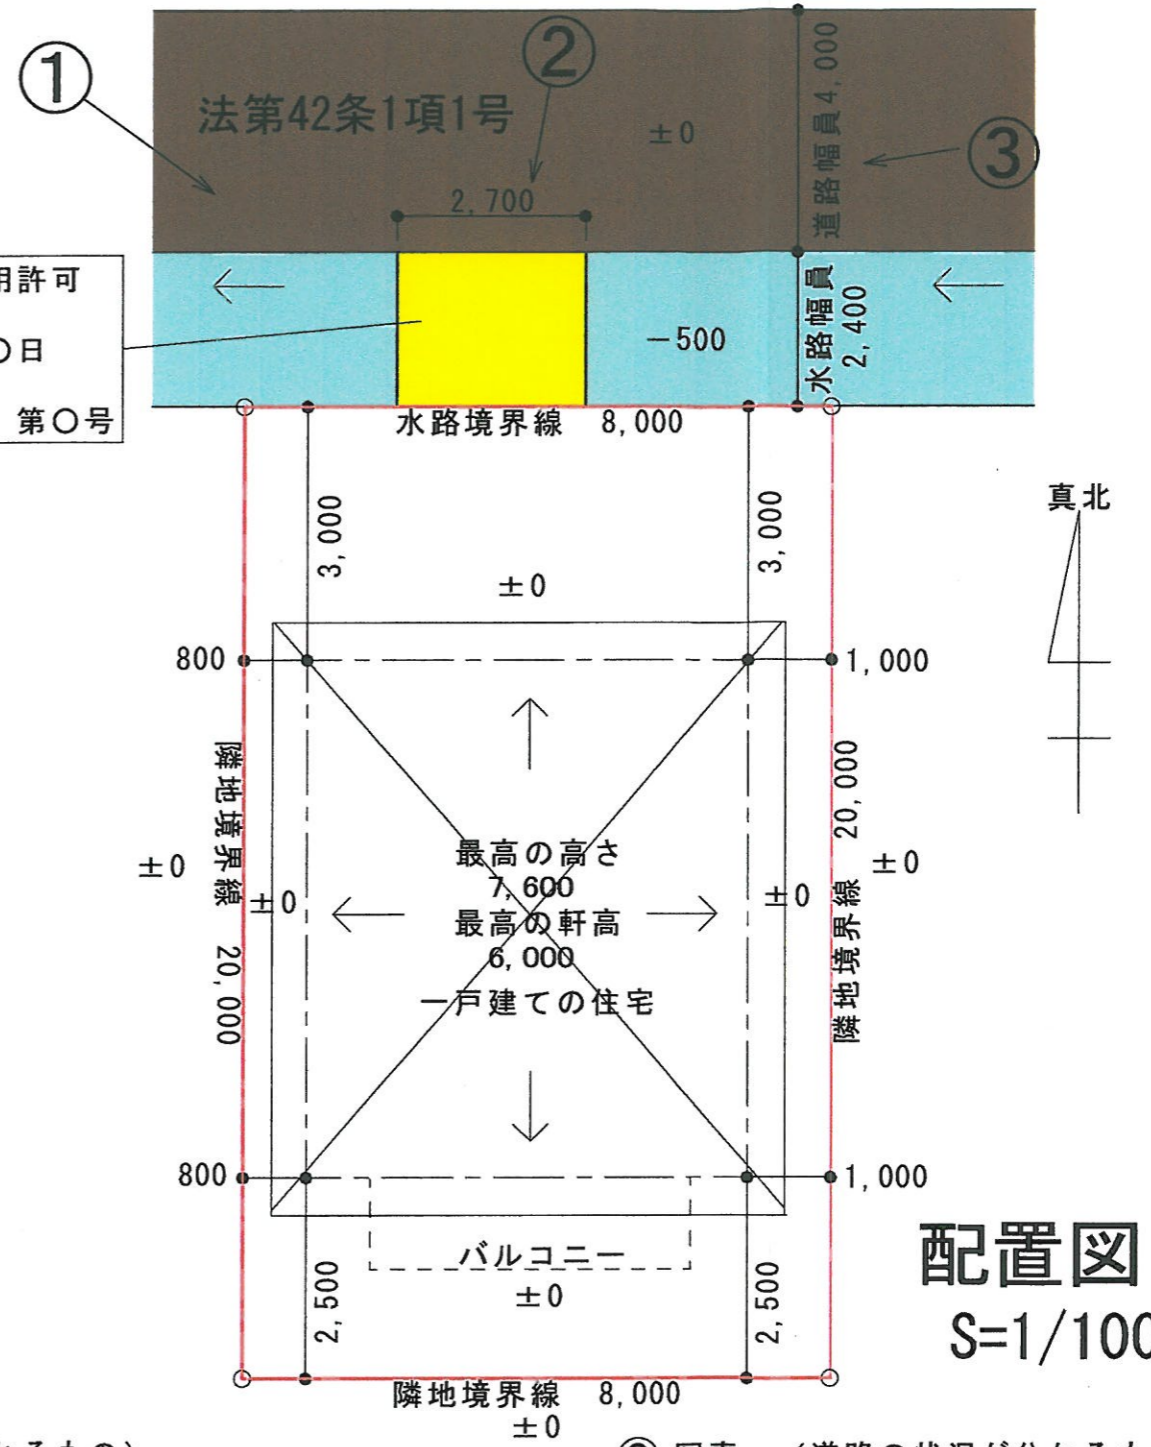 ①
②
法第42条1項1号
±0
道路幅員4,000
③
2,700
用許可
〇日
第〇号
−500
水路幅員
2,400
水路境界線 8,000
3,000
3,000
±0
真北
800
1,000
隣地境界線 20,000
±0
±0
最高の高さ
7,600
最高の軒高
6,000
一戸建ての住宅
±0
隣地境界線 20,000
±0
800
1,000
バルコニー
±0
2,500
2,500
配置図
S=1/100
隣地境界線 8,000
±0